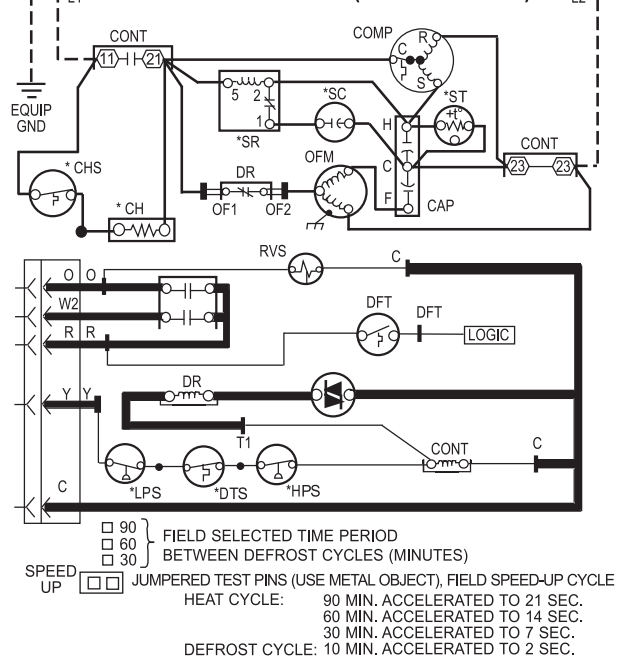 CONT
COMP
R
C
S
11
21
EQUIP
GND
5
2
1
*SR
*SC
*ST
+t°
H
C
F
CAP
CONT
23
23
* CHS
* CH
DR
OF1
OF2
OFM
RVS
C
O
O
W2
R
R
DFT
DFT
LOGIC
DR
Y
Y
T1
CONT
C
*LPS
*DTS
*HPS
C
□ 90
□ 60
□ 30
FIELD SELECTED TIME PERIOD
BETWEEN DEFROST CYCLES (MINUTES)
SPEED
UP
JUMPERED TEST PINS (USE METAL OBJECT), FIELD SPEED-UP CYCLE
HEAT CYCLE: 90 MIN. ACCELERATED TO 21 SEC.
60 MIN. ACCELERATED TO 14 SEC.
30 MIN. ACCELERATED TO 7 SEC.
DEFROST CYCLE: 10 MIN. ACCELERATED TO 2 SEC.